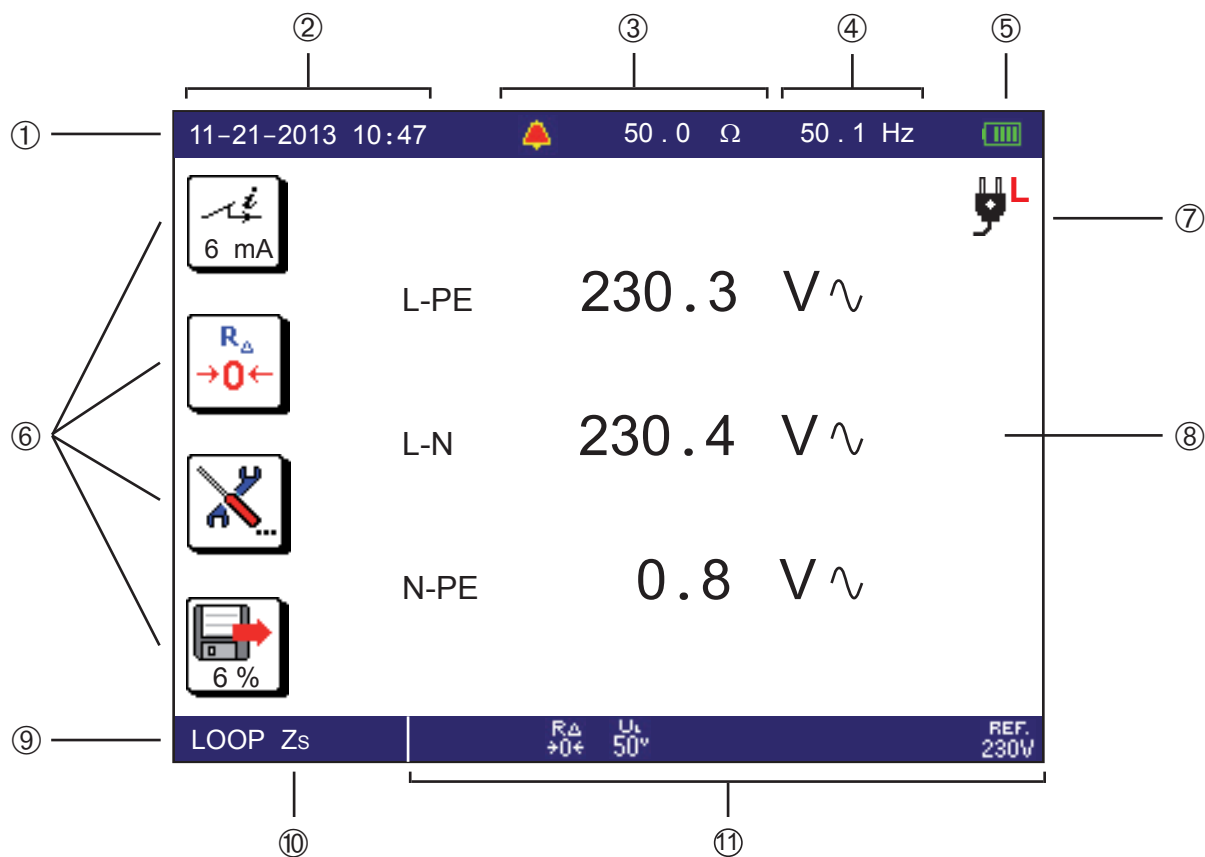 ② ③ ④ ⑤
① 11-21-2013 10:47 50.0 Ω 50.1 Hz
i
6 mA
L ⑦
L-PE 230.3 V
RΔ
→0←
⑥ L-N 230.4 V ⑧
...
N-PE 0.8 V
6 %
⑨ LOOP Zs RΔ →0← UL 50V REF. 230V
⑩ ⑪